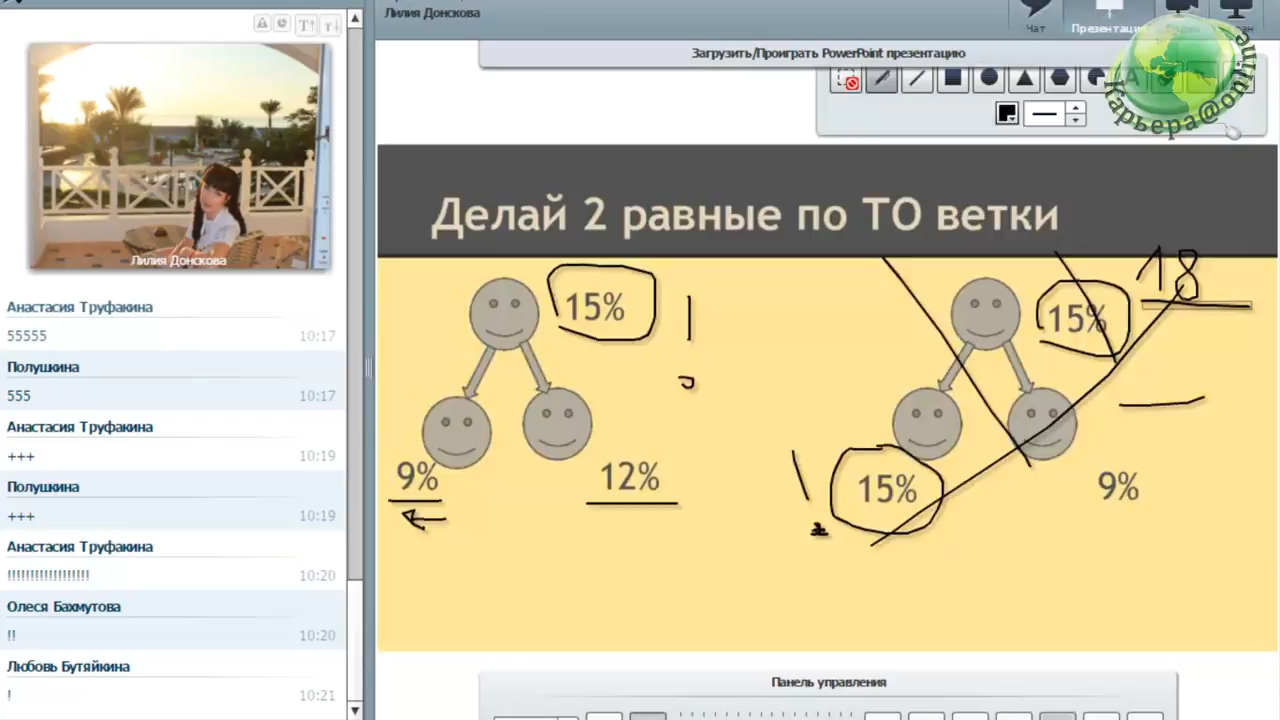 Лилия Донскова
Чат
Презентация
Загрузить/Проиграть PowerPoint презентацию
Карьера@online
Лилия Донскова
Делай 2 равные по ТО ветки
15%
15%
18
9%
12%
15%
9%
Анастасия Труфакина
55555 10:17
Полушкина
555 10:17
Анастасия Труфакина
+++ 10:19
Полушкина
+++ 10:19
Анастасия Труфакина
!!!!!!!!!!!!!!!!!! 10:20
Олеся Бахмутова
!! 10:20
Любовь Бутяйкина
! 10:21
Панель управления